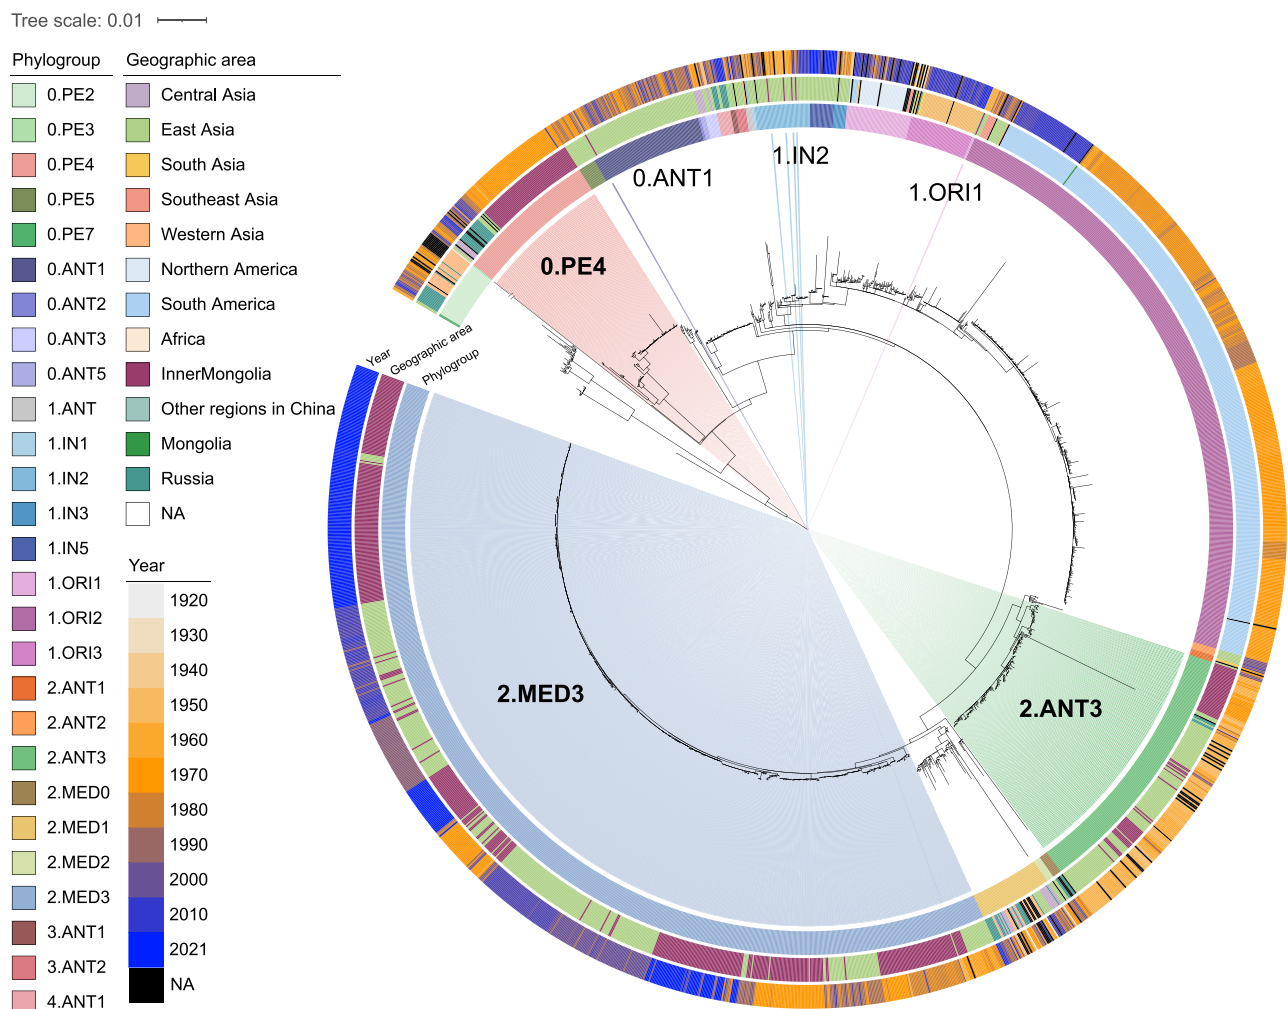 Tree scale: 0.01
Phylogroup
0.PE2
0.PE3
0.PE4
0.PE5
0.PE7
0.ANT1
0.ANT2
0.ANT3
0.ANT5
1.ANT
1.IN1
1.IN2
1.IN3
1.IN5
1.ORI1
1.ORI2
1.ORI3
2.ANT1
2.ANT2
2.ANT3
2.MED0
2.MED1
2.MED2
2.MED3
3.ANT1
3.ANT2
4.ANT1
Geographic area
Central Asia
East Asia
South Asia
Southeast Asia
Western Asia
Northern America
South America
Africa
InnerMongolia
Other regions in China
Mongolia
Russia
NA
Year
1920
1930
1940
1950
1960
1970
1980
1990
2000
2010
2021
NA
0.PE4
0.ANT1
1.IN2
1.ORI1
Year
Geographic area
Phylogroup
2.MED3
2.ANT3